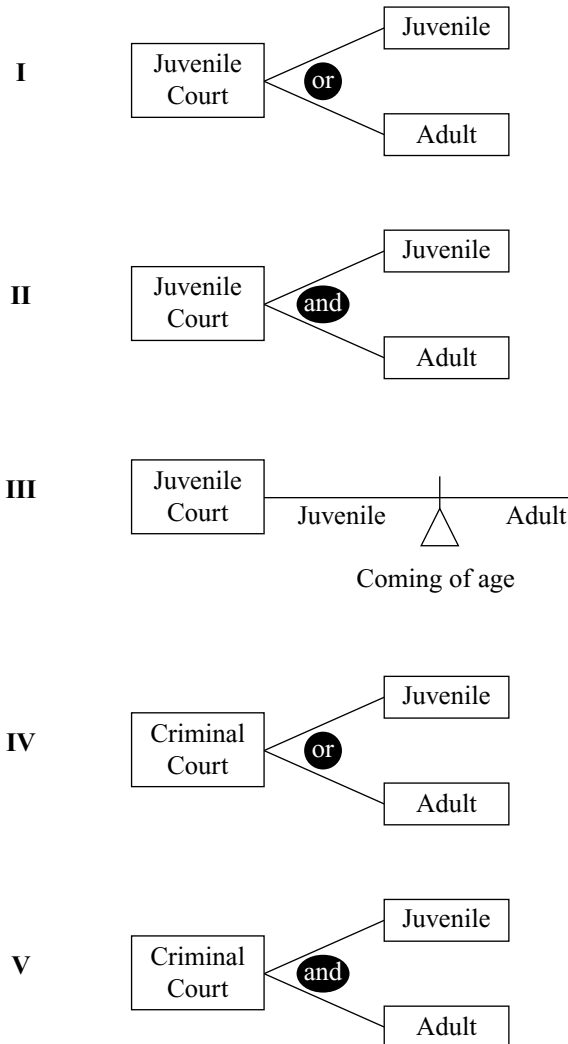 Juvenile
I
Juvenile
Court
or
Adult
Juvenile
II
Juvenile
Court
and
Adult
III
Juvenile
Court
Juvenile
Adult
Coming of age
Juvenile
IV
Criminal
Court
or
Adult
Juvenile
V
Criminal
Court
and
Adult